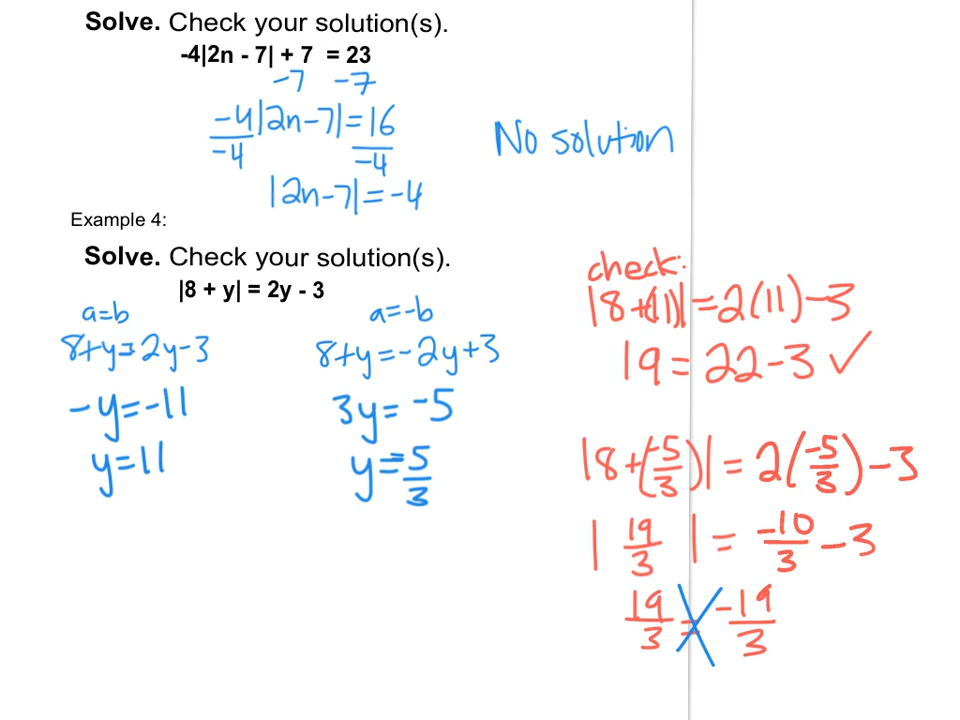 Solve. Check your solution(s).
-4|2n - 7| + 7 = 23
-7 -7
-4|2n-7|=16
-4 -4
|2n-7|=-4
No solution
Example 4:
Solve. Check your solution(s).
|8 + y| = 2y - 3
a=b
8+y=2y-3
-y=-11
y=11
a=-b
8+y=-2y+3
3y=-5
y=-5/3
check:
|8+(11)|=2(11)-3
19=22-3 ✓
|8+(-5/3)|=2(-5/3)-3
|19/3|=-10/3-3
19/3=-19/3